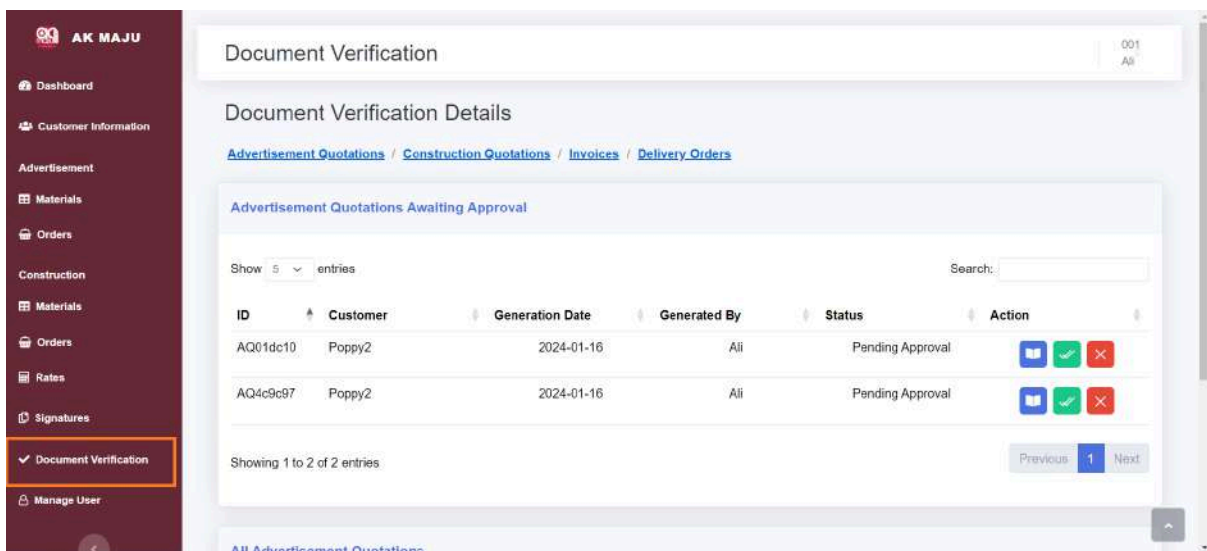 AK MAJU
Dashboard
Customer Information
Advertisement
Materials
Orders
Construction
Materials
Orders
Rates
Signatures
Document Verification
Manage User
Document Verification
001
Ali
Document Verification Details
Advertisement Quotations / Construction Quotations / Invoices / Delivery Orders
Advertisement Quotations Awaiting Approval
Show 5 entries
Search:
ID Customer Generation Date Generated By Status Action
AQ01dc10 Poppy2 2024-01-16 Ali Pending Approval
AQ4c9c97 Poppy2 2024-01-16 Ali Pending Approval
Showing 1 to 2 of 2 entries
Previous 1 Next
All Advertisement Quotations